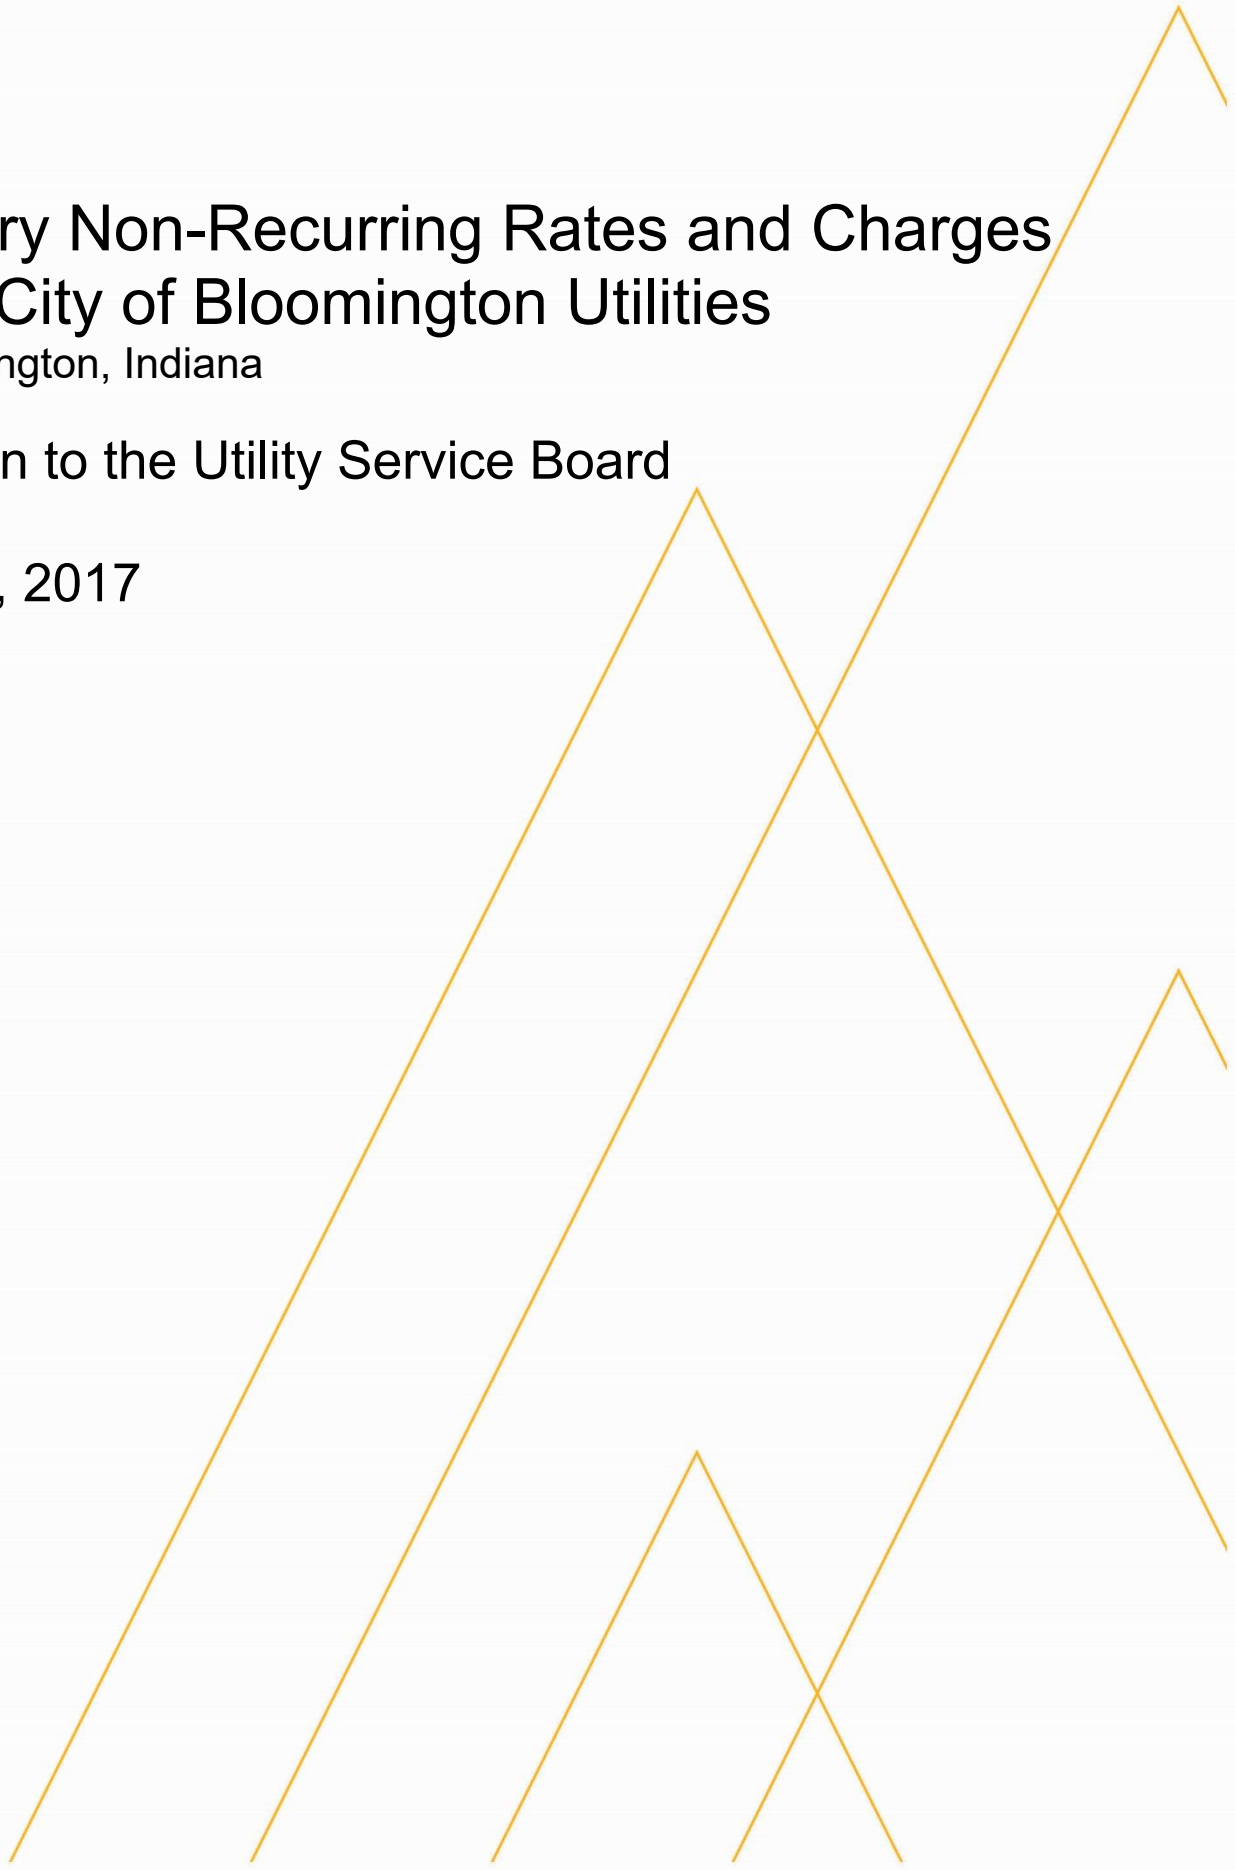 ry Non-Recurring Rates and Charges
City of Bloomington Utilities
ngton, Indiana
n to the Utility Service Board
, 2017